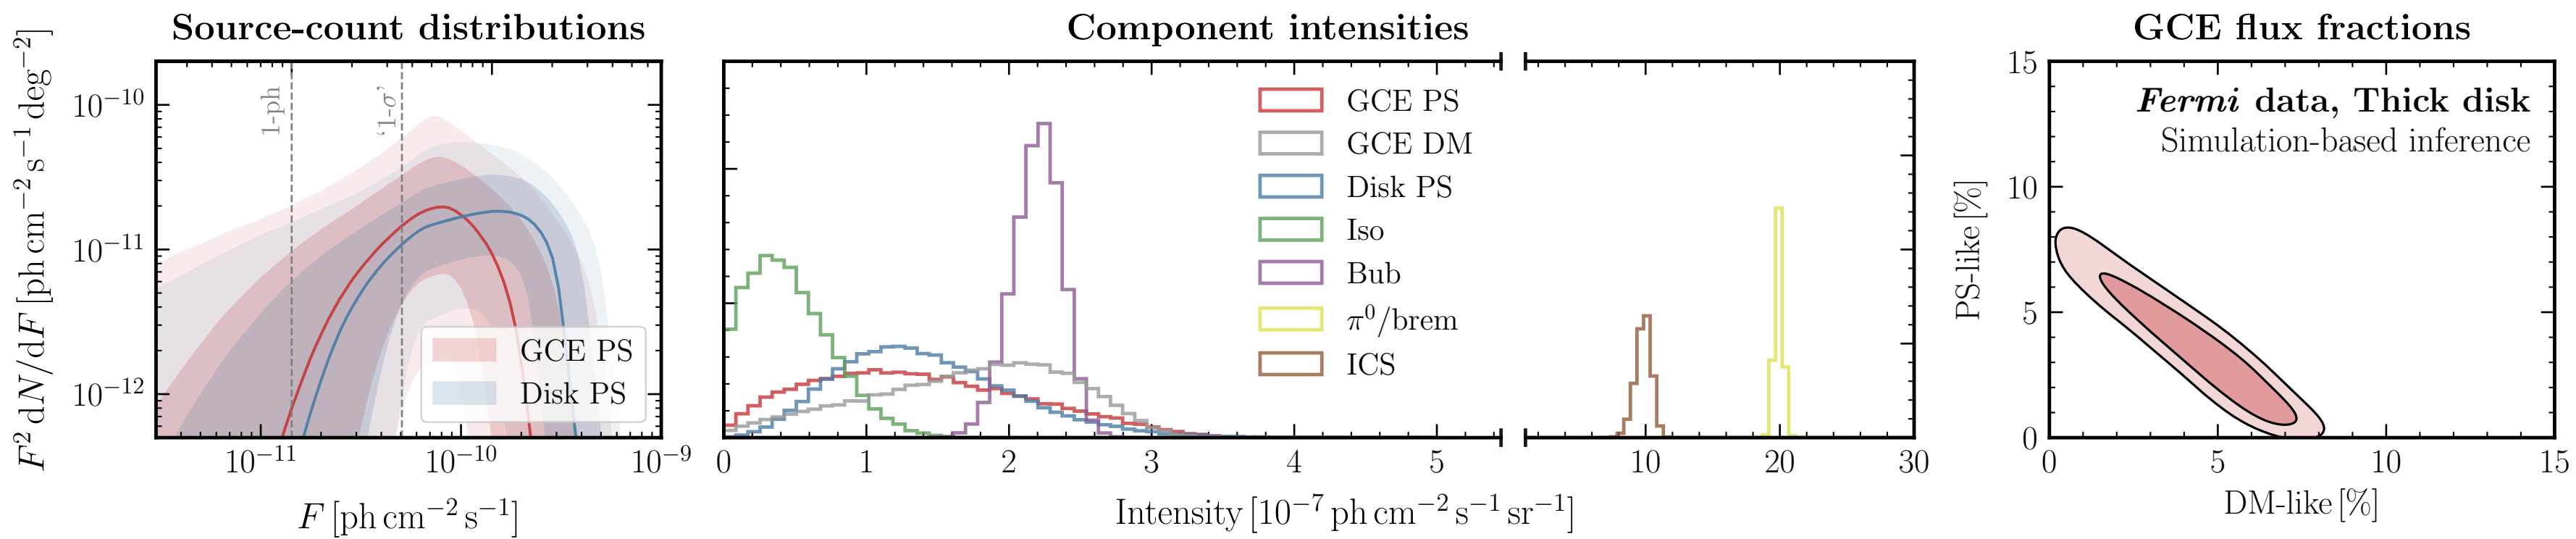 Source-count distributions
F² dN/dF [ph cm⁻² s⁻¹ deg⁻²]
10⁻¹⁰
10⁻¹¹
10⁻¹²
1-ph
‘1-σ’
GCE PS
Disk PS
10⁻¹¹ 10⁻¹⁰ 10⁻⁹
F [ph cm⁻² s⁻¹]
Component intensities
GCE PS
GCE DM
Disk PS
Iso
Bub
π⁰/brem
ICS
0 1 2 3 4 5 10 20 30
Intensity [10⁻⁷ ph cm⁻² s⁻¹ sr⁻¹]
GCE flux fractions
PS-like [%]
15
10
5
0
Fermi data, Thick disk
Simulation-based inference
0 5 10 15
DM-like [%]